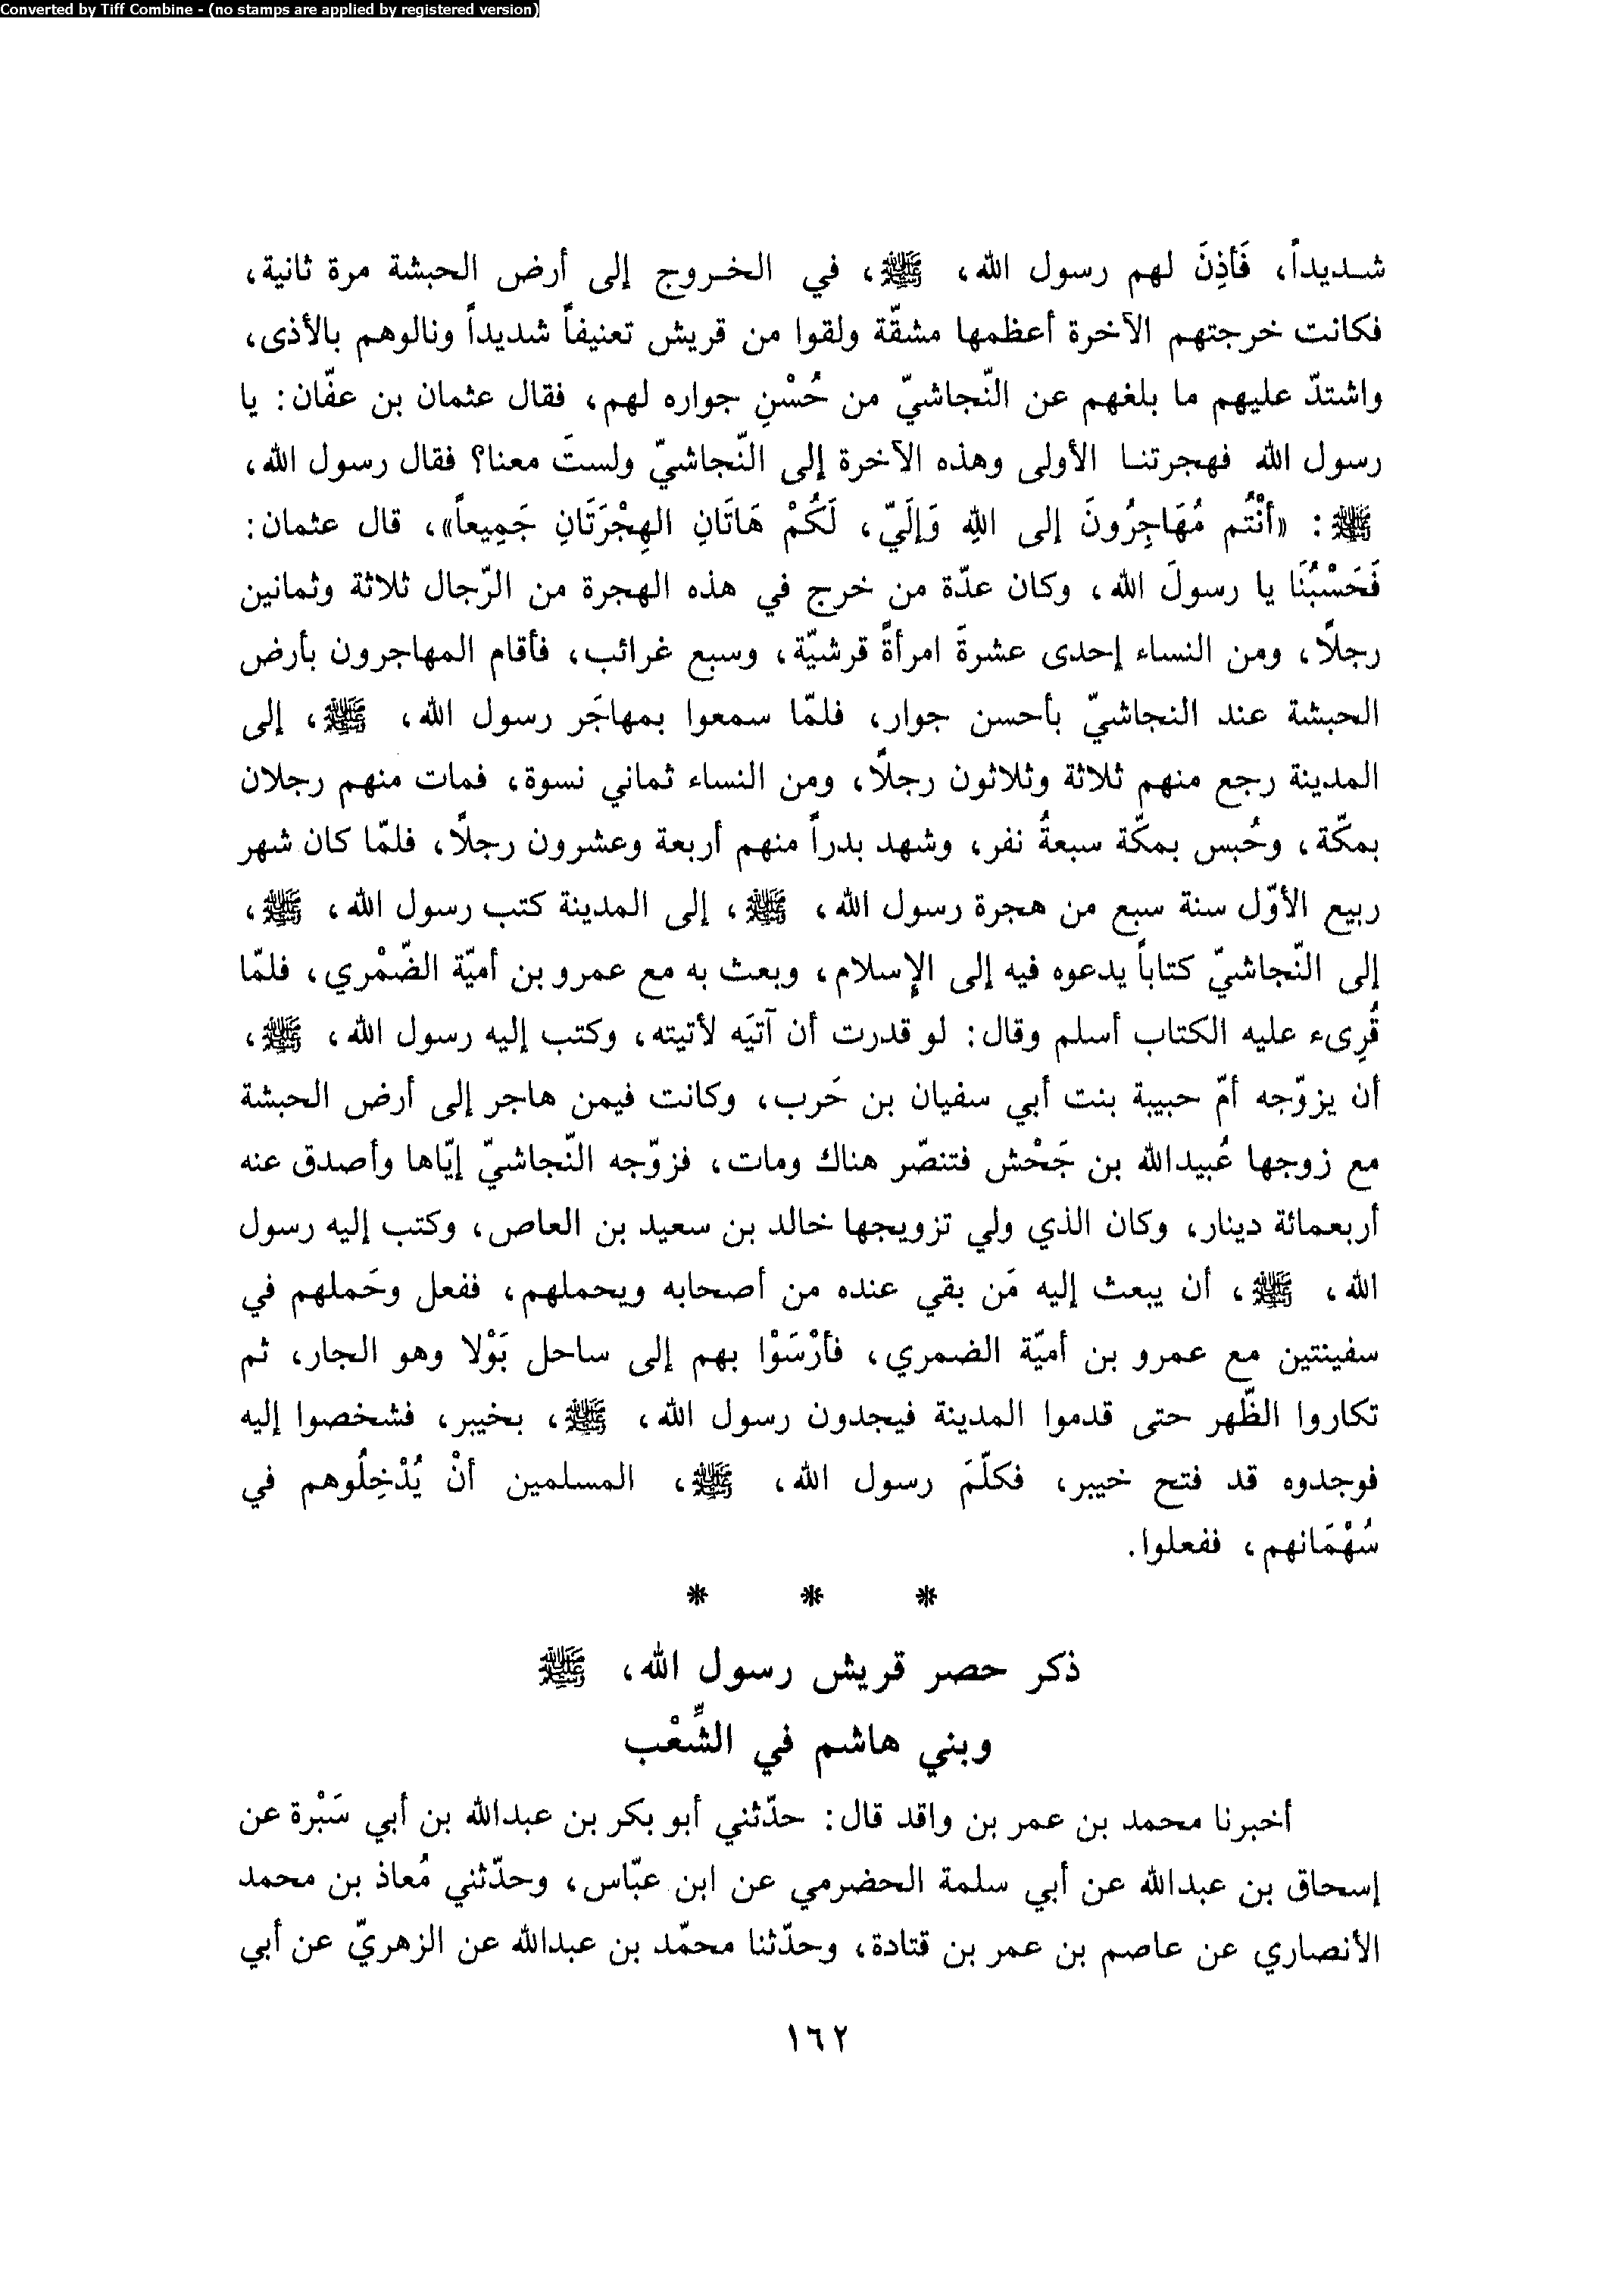 Converted by Tiff Combine - (no stamps are applied by registered version)
شـديداً، فَأذِنَ لهم رسول الله، ﷺ، في الخـروج إلى أرض الحبشة مرة ثانية،
فكانت خرجتهم الآخرة أعظمها مشقّة ولقوا من قريش تعنيفاً شديداً ونالوهم بالأذى،
واشتدّ عليهم ما بلغهم عن النّجاشيّ من حُسْنِ جواره لهم، فقال عثمان بن عفّان: يا
رسول الله فهجرتنـا الأولى وهذه الآخرة إلى النّجاشيّ ولستَ معنا؟ فقال رسول الله،
ﷺ: «أنْتُم مُهَاجِرُونَ إلى اللهِ وَإلَيّ، لَكُمْ هَاتَانِ الهِجْرَتَانِ جَمِيعاً»، قال عثمان:
فَحَسْبُنَا يا رسولَ الله، وكان عدّة من خرج في هذه الهجرة من الرّجال ثلاثة وثمانين
رجلًا، ومن النساء إحدى عشرةَ امرأةً قرشيّة، وسبع غرائب، فأقام المهاجرون بأرض
الحبشة عند النجاشيّ بأحسن جوار، فلمّا سمعوا بمهاجَر رسول الله، ﷺ، إلى
المدينة رجع منهم ثلاثة وثلاثون رجلًا، ومن النساء ثماني نسوة، فمات منهم رجلان
بمكّة، وحُبس بمكّة سبعةُ نفر، وشهد بدراً منهم أربعة وعشرون رجلًا، فلمّا كان شهر
ربيع الأوّل سنة سبع من هجرة رسول الله، ﷺ، إلى المدينة كتب رسول الله، ﷺ،
إلى النّجاشيّ كتاباً يدعوه فيه إلى الإسلام، وبعث به مع عمرو بن أميّة الضّمْري، فلمّا
قُرِىء عليه الكتاب أسلم وقال: لو قدرت أن آتيَه لأتيته، وكتب إليه رسول الله، ﷺ،
أن يزوّجه أمّ حبيبة بنت أبي سفيان بن حَرب، وكانت فيمن هاجر إلى أرض الحبشة
مع زوجها عُبيدالله بن جَحْش فتنصّر هناك ومات، فزوّجه النّجاشيّ إيّاها وأصدق عنه
أربعمائة دينار، وكان الذي ولي تزويجها خالد بن سعيد بن العاص، وكتب إليه رسول
الله، ﷺ، أن يبعث إليه مَن بقي عنده من أصحابه ويحملهم، ففعل وحَملهم في
سفينتين مع عمرو بن أميّة الضمري، فأرْسَوْا بهم إلى ساحل بَوْلا وهو الجار، ثم
تكاروا الظّهر حتى قدموا المدينة فيجدون رسول الله، ﷺ، بخيبر، فشخصوا إليه
فوجدوه قد فتح خيبر، فكلّمَ رسول الله، ﷺ، المسلمين أنْ يُدْخِلُوهم في
سُهْمَانهم، ففعلوا.
* * *
ذكر حصر قريش رسول الله، ﷺ
وبني هاشم في الشِّعْب
أخبرنا محمد بن عمر بن واقد قال: حدّثني أبو بكر بن عبدالله بن أبي سَبْرة عن
إسحاق بن عبدالله عن أبي سلمة الحضرمي عن ابن عبّاس، وحدّثني مُعاذ بن محمد
الأنصاري عن عاصم بن عمر بن قتادة، وحدّثنا محمّد بن عبدالله عن الزهريّ عن أبي
١٦٢